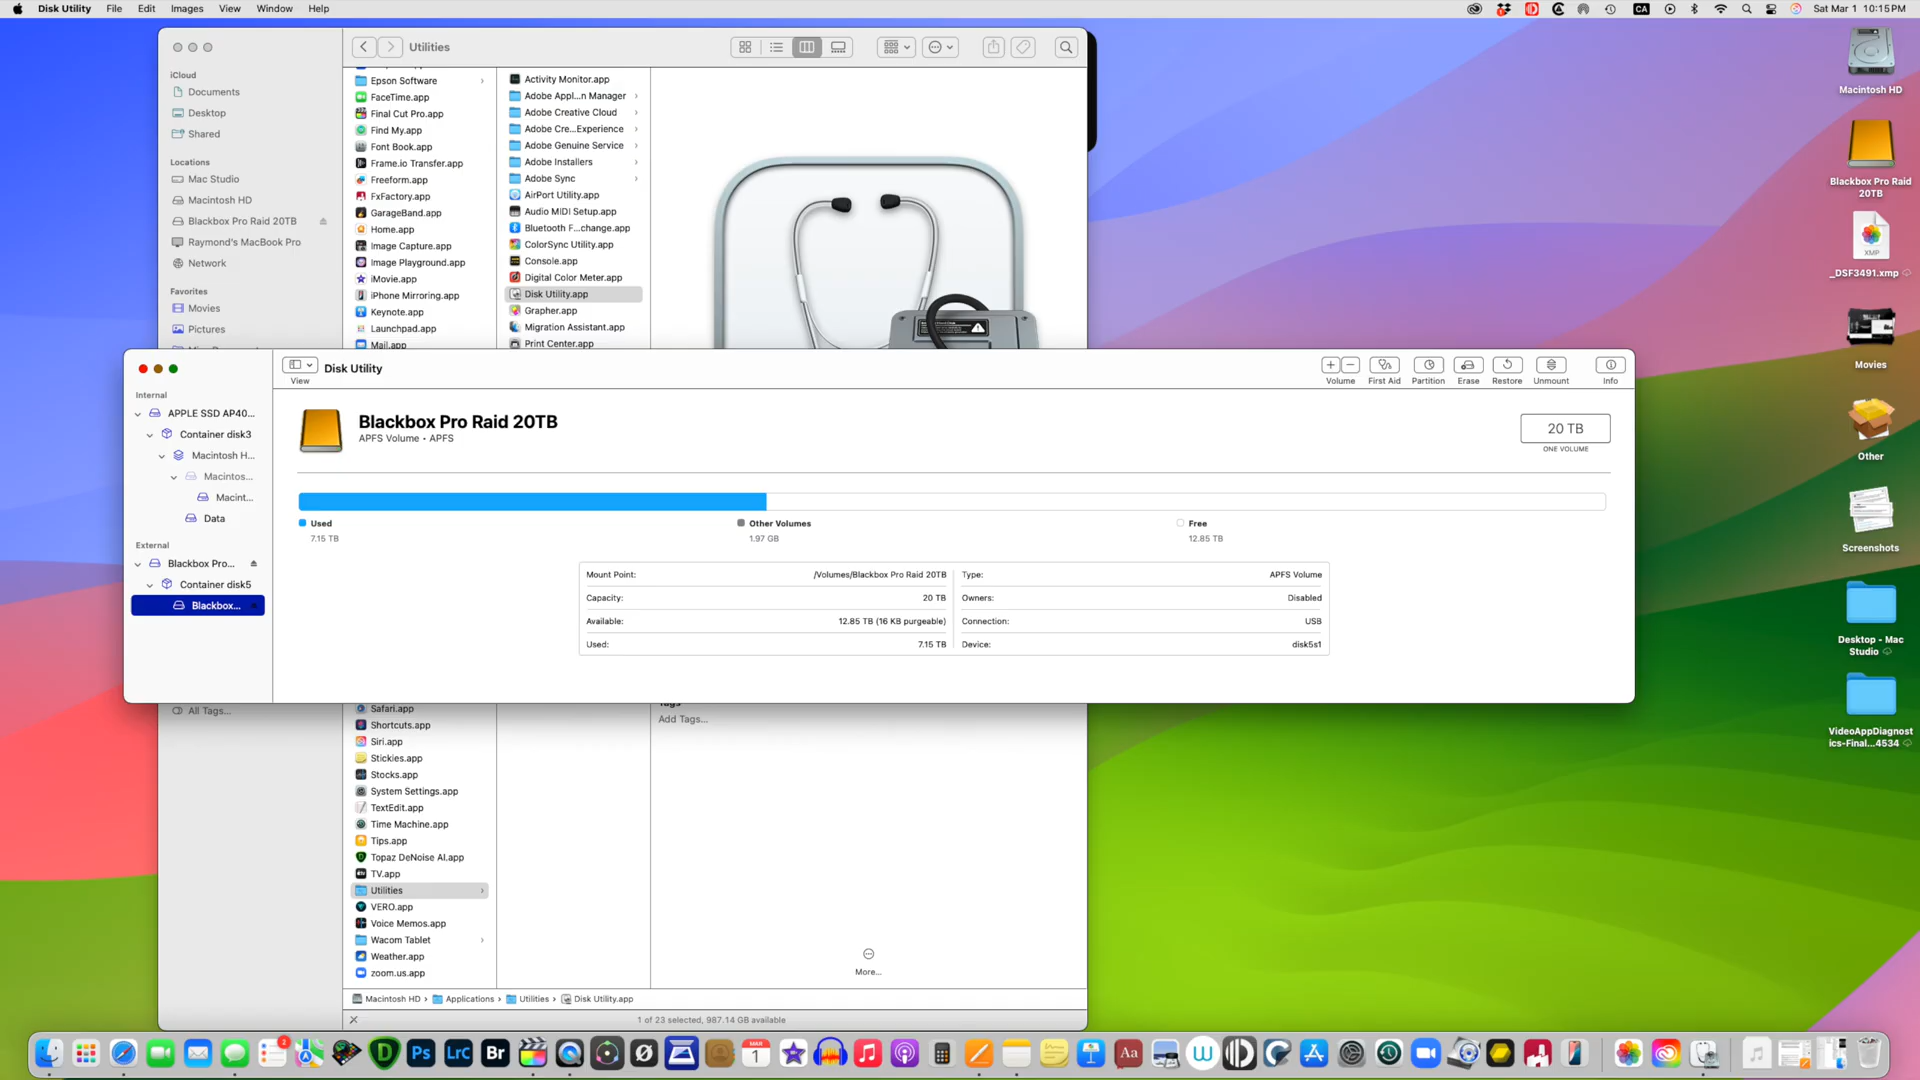 Disk Utility File Edit Images View Window Help
CA Sat Mar 1 10:15 PM
Utilities
iCloud
Documents
Desktop
Shared
Locations
Mac Studio
Macintosh HD
Blackbox Pro Raid 20TB
Raymond's MacBook Pro
Network
Favorites
Movies
Pictures
All Tags...
Epson Software
FaceTime.app
Final Cut Pro.app
Find My.app
Font Book.app
Frame.io Transfer.app
Freeform.app
FxFactory.app
GarageBand.app
Home.app
Image Capture.app
Image Playground.app
iMovie.app
iPhone Mirroring.app
Keynote.app
Launchpad.app
Mail.app
Activity Monitor.app
Adobe Appl...n Manager
Adobe Creative Cloud
Adobe Cre...Experience
Adobe Genuine Service
Adobe Installers
Adobe Sync
AirPort Utility.app
Audio MIDI Setup.app
Bluetooth F...change.app
ColorSync Utility.app
Console.app
Digital Color Meter.app
Disk Utility.app
Grapher.app
Migration Assistant.app
Print Center.app
View
Disk Utility
Volume First Aid Partition Erase Restore Unmount Info
Internal
APPLE SSD AP40...
Container disk3
Macintosh H...
Macintos...
Macint...
Data
External
Blackbox Pro...
Container disk5
Blackbox...
Blackbox Pro Raid 20TB
APFS Volume • APFS
20 TB
ONE VOLUME
Used
7.15 TB
Other Volumes
1.97 GB
Free
12.85 TB
Mount Point: /Volumes/Blackbox Pro Raid 20TB
Capacity: 20 TB
Available: 12.85 TB (16 KB purgeable)
Used: 7.15 TB
Type: APFS Volume
Owners: Disabled
Connection: USB
Device: disk5s1
Safari.app
Shortcuts.app
Siri.app
Stickies.app
Stocks.app
System Settings.app
TextEdit.app
Time Machine.app
Tips.app
Topaz DeNoise AI.app
TV.app
Utilities
VERO.app
Voice Memos.app
Wacom Tablet
Weather.app
zoom.us.app
Tags
Add Tags...
More...
Macintosh HD › Applications › Utilities › Disk Utility.app
1 of 23 selected, 987.14 GB available
Macintosh HD
Blackbox Pro Raid
20TB
XMP
_DSF3491.xmp
Movies
Other
Screenshots
Desktop - Mac
Studio
VideoAppDiagnost
ics-Final...4534
2
Ps
Lrc
Br
MAR
1
Aa